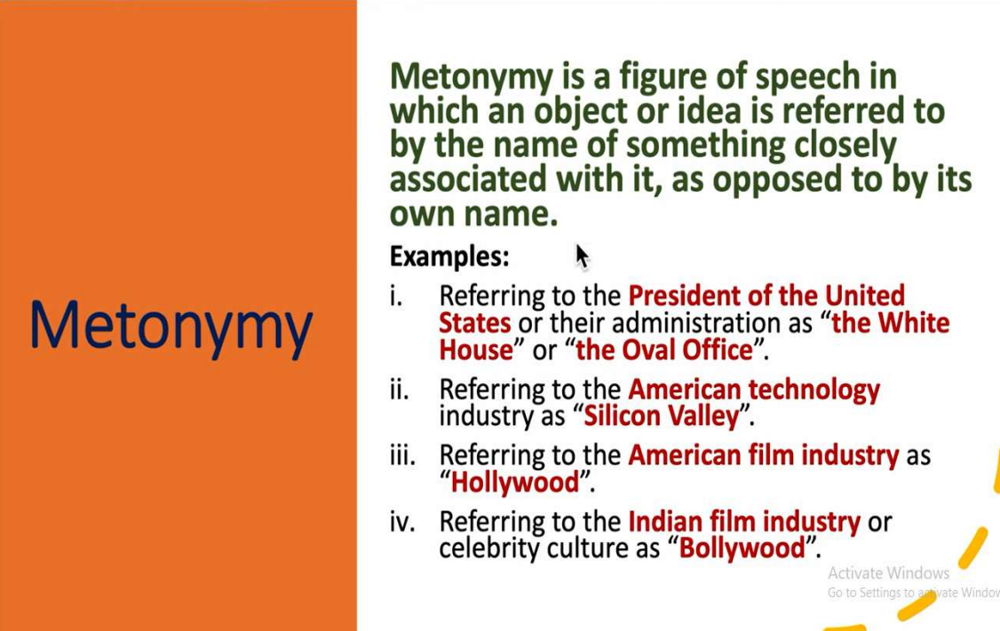 Metonymy
Metonymy is a figure of speech in
which an object or idea is referred to
by the name of something closely
associated with it, as opposed to by its
own name.
Examples:
i. Referring to the President of the United
States or their administration as “the White
House” or “the Oval Office”.
ii. Referring to the American technology
industry as “Silicon Valley”.
iii. Referring to the American film industry as
“Hollywood”.
iv. Referring to the Indian film industry or
celebrity culture as “Bollywood”.
Activate Windows
Go to Settings to activate Window